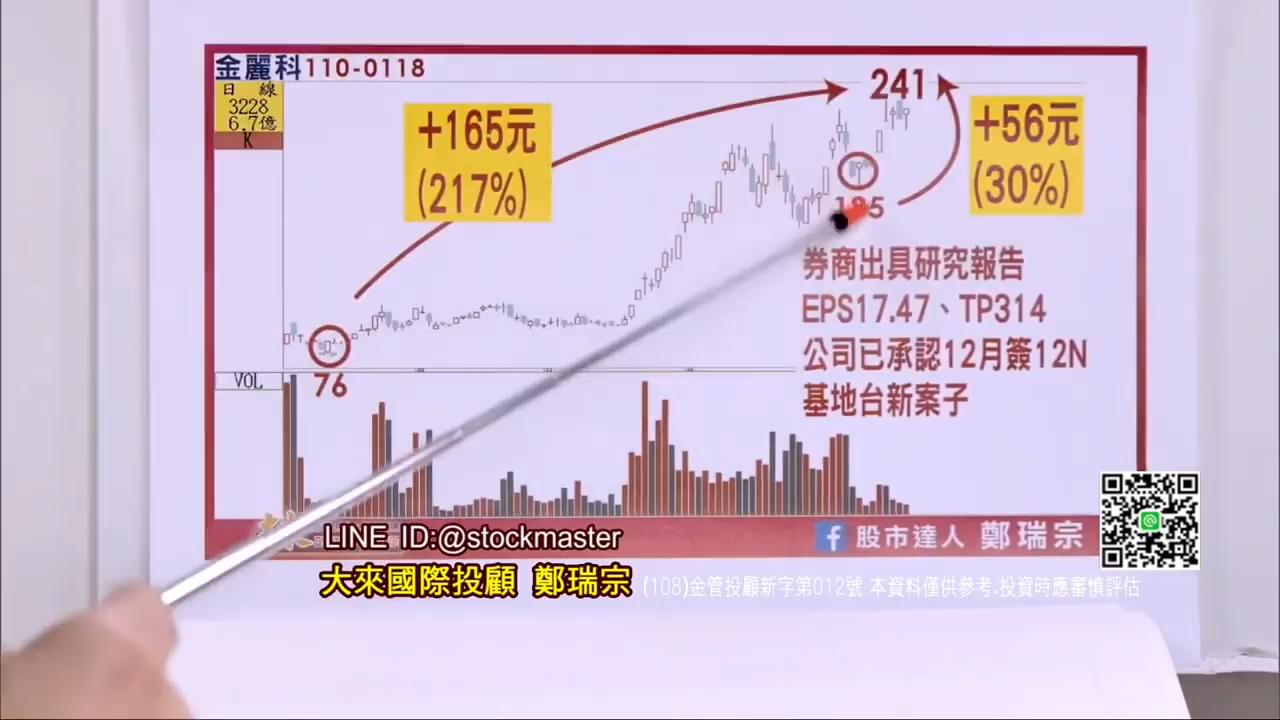 金麗科110-0118
日 線
3228
6.7億
K
+165元
(217%)
241
+56元
(30%)
76
券商出具研究報告
EPS17.47、TP314
公司已承認12月簽12N
基地台新案子
VOL
LINE ID:@stockmaster
股市達人 鄭瑞宗
大來國際投顧 鄭瑞宗
(108)金管投顧新字第012號 本資料僅供參考.投資時應審慎評估